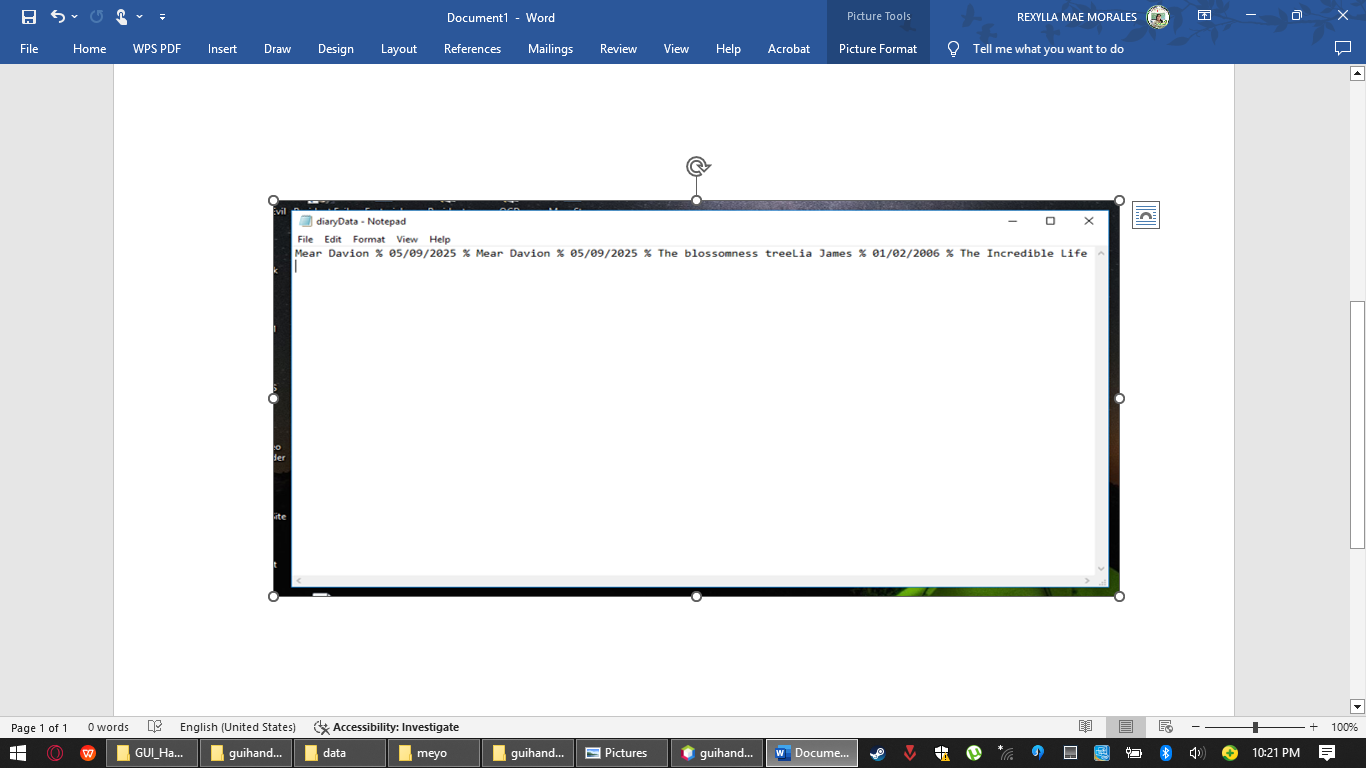 Document1 - Word
Picture Tools
REXYLLA MAE MORALES
File Home WPS PDF Insert Draw Design Layout References Mailings Review View Help Acrobat Picture Format Tell me what you want to do
diaryData - Notepad
File Edit Format View Help
Mear Davion % 05/09/2025 % Mear Davion % 05/09/2025 % The blossomness treeLia James % 01/02/2006 % The Incredible Life
Page 1 of 1 0 words English (United States) Accessibility: Investigate 100%
GUI_Ha... guihand... data meyo guihand... Pictures guihand... Docume... 10:21 PM